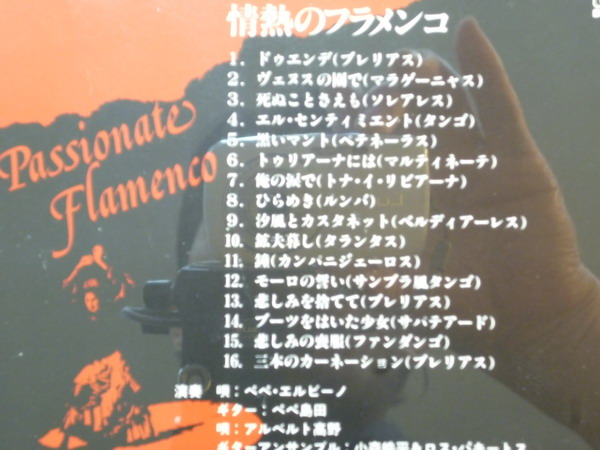 情熱のフラメンコ
Passionate
Flamenco
1. ドゥエンデ(ブレリアス)
2. ヴェヌスの園で(マラゲーニャス)
3. 死ぬことさえも(ソレアレス)
4. エル・センティミエント(タンゴ)
5. 黒いマント(ペテネーラス)
6. トゥリアーナには(マルティネーテ)
7. 俺の涙で(トナ・イ・リビアーナ)
8. ひらめき(ルンバ)
9. 汐風とカスタネット(ベルディアーレス)
10. 鉱夫暮し(タランタス)
11. 鐘(カンパニジェーロス)
12. モーロの誓い(サンブラ風タンゴ)
13. 悲しみを捨てて(ブレリアス)
14. ブーツをはいた少女(サパテアード)
15. 悲しみの喪服(ファンダンゴ)
16. 三本のカーネーション(ブレリアス)
演奏 唄：ペペ・エルビーノ
ギター：ペペ島田
唄：アルベルト高野
ギターアンサンブル：